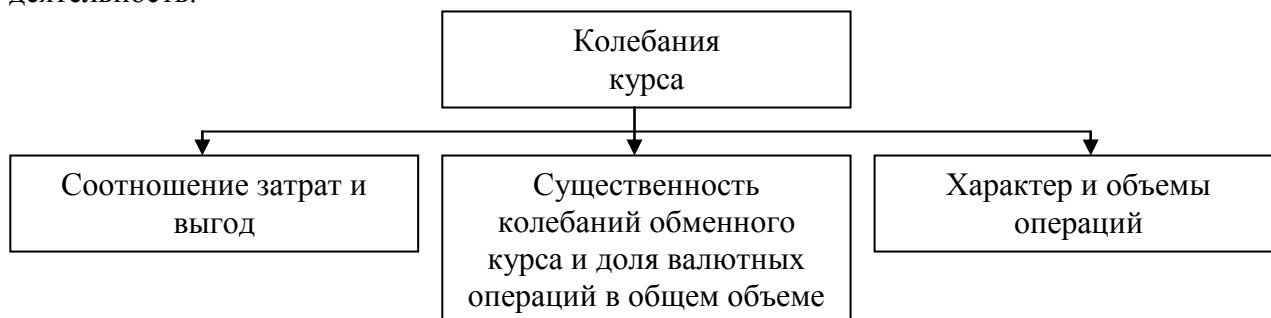 деятельность.
Колебания
курса
Соотношение затрат и
выгод
Существенность
колебаний обменного
курса и доля валютных
операций в общем объеме
Характер и объемы
операций